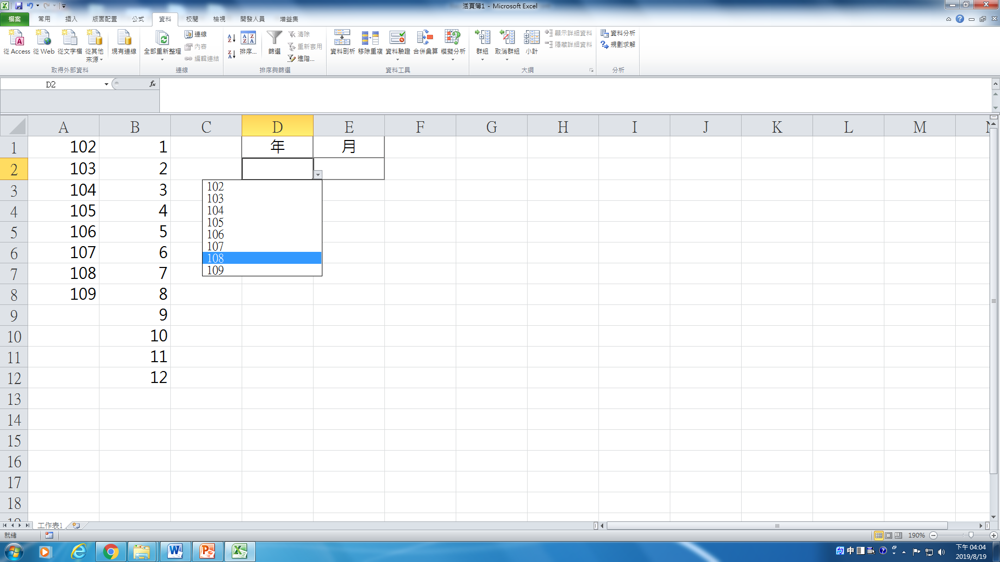 活頁簿1 - Microsoft Excel
檔案 常用 插入 版面配置 公式 資料 校閱 檢視 開發人員 增益集
從 Access 從 Web 從文字檔 從其他來源 現有連線
取得外部資料
全部重新整理 連線 內容 編輯連結
連線
排序... 篩選 清除 重新套用 進階...
排序與篩選
資料剖析 移除重複 資料驗證 合併彙算 模擬分析
資料工具
群組 取消群組 小計 顯示詳細資料 隱藏詳細資料
大綱
資料分析 規劃求解
分析
D2 fx
A B C D E F G H I J K L M N
1 102 1 年 月
2 103 2
3 104 3
4 105 4
5 106 5
6 107 6
7 108 7
8 109 8
9 9
10 10
11 11
12 12
13
14
15
16
17
18
19
102
103
104
105
106
107
108
109
工作表1
就緒 190%
中 下午 04:04
2019/8/19